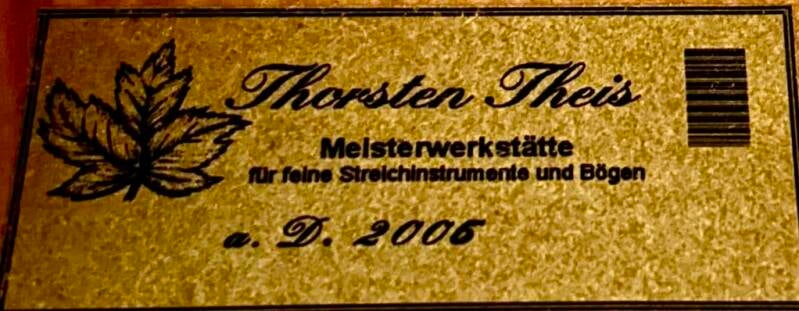 Thorsten Theis
Meisterwerkstätte
für feine Streichinstrumente und Bögen
a. D. 2006